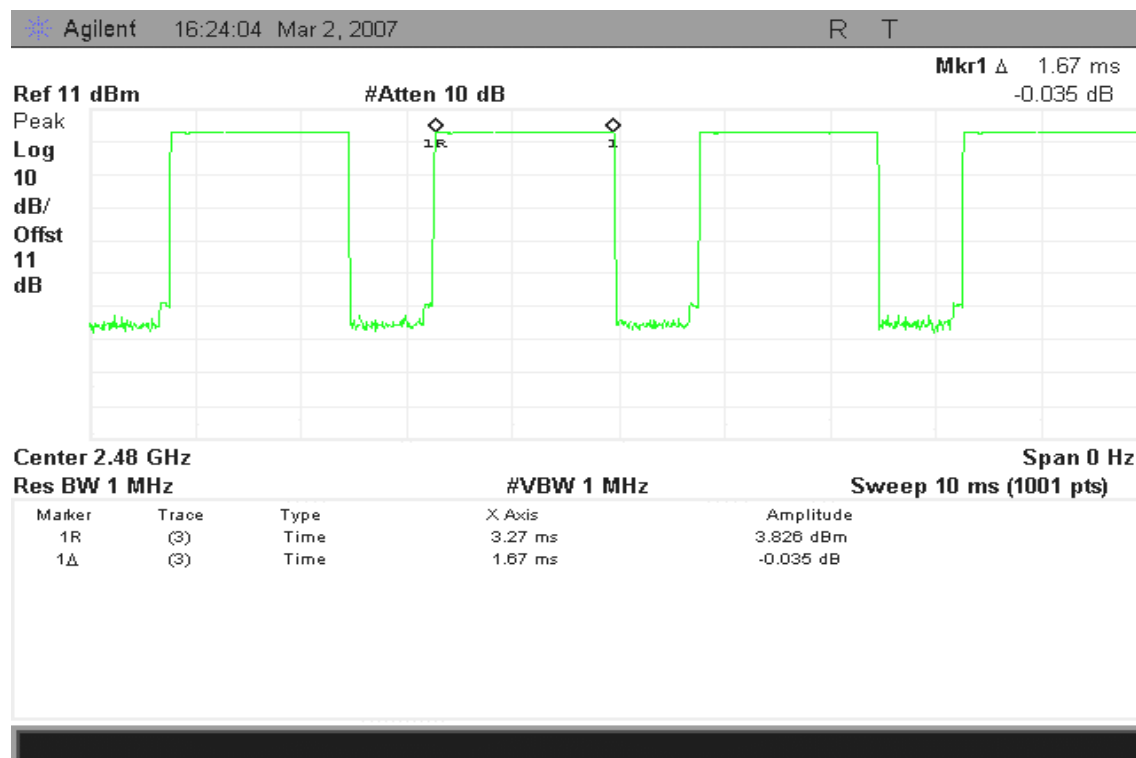 Agilent 16:24:04 Mar 2, 2007 R T
Mkr1 Δ 1.67 ms
Ref 11 dBm #Atten 10 dB -0.035 dB
Peak
Log
10
dB/
Offst
11
dB
1R 1
Center 2.48 GHz Span 0 Hz
Res BW 1 MHz #VBW 1 MHz Sweep 10 ms (1001 pts)
Marker Trace Type X Axis Amplitude
1R (3) Time 3.27 ms 3.826 dBm
1Δ (3) Time 1.67 ms -0.035 dB